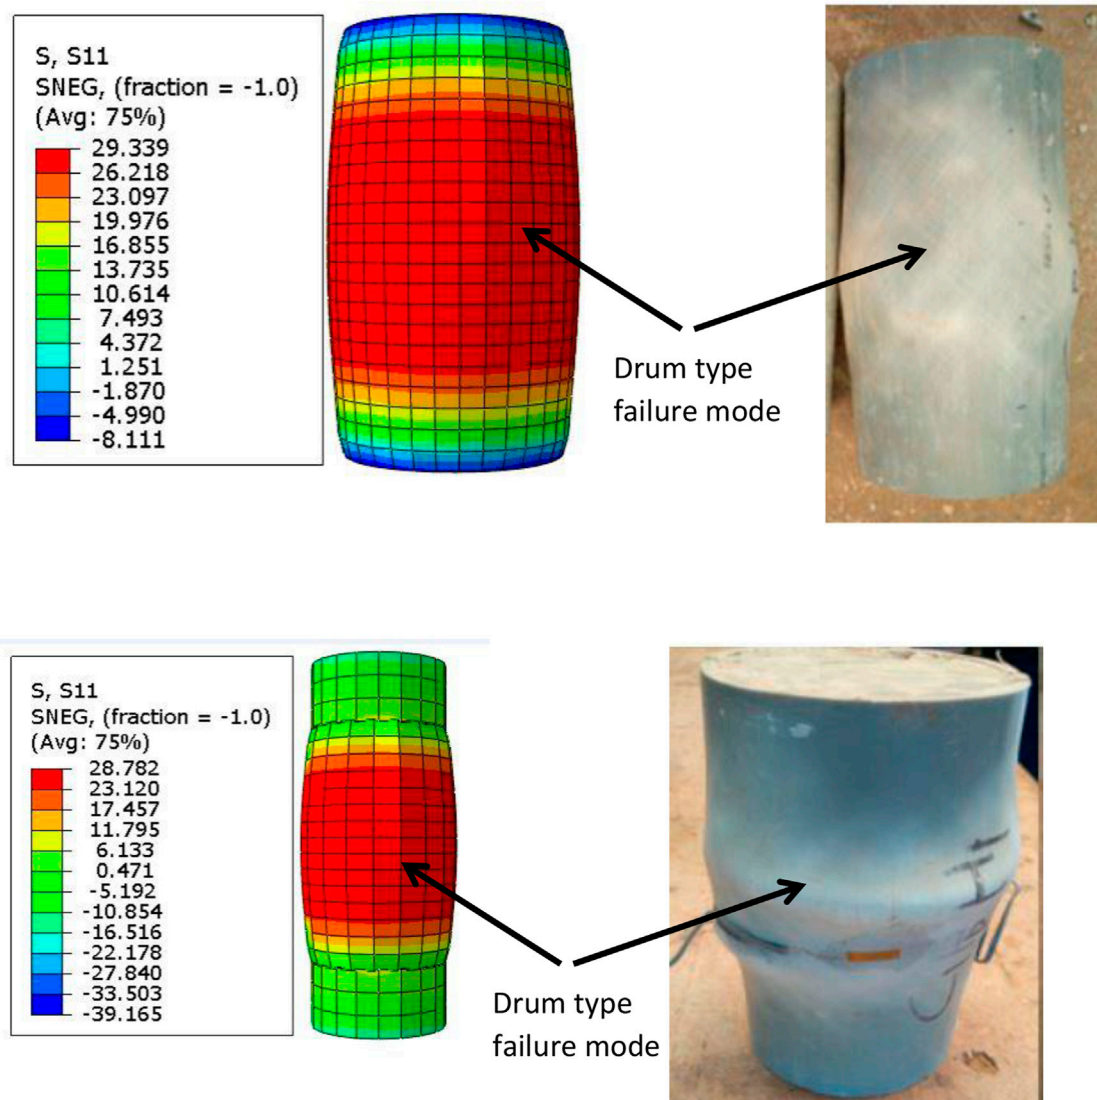 S, S11
SNEG, (fraction = -1.0)
(Avg: 75%)
29.339
26.218
23.097
19.976
16.855
13.735
10.614
7.493
4.372
1.251
-1.870
-4.990
-8.111
Drum type
failure mode
S, S11
SNEG, (fraction = -1.0)
(Avg: 75%)
28.782
23.120
17.457
11.795
6.133
0.471
-5.192
-10.854
-16.516
-22.178
-27.840
-33.503
-39.165
Drum type
failure mode